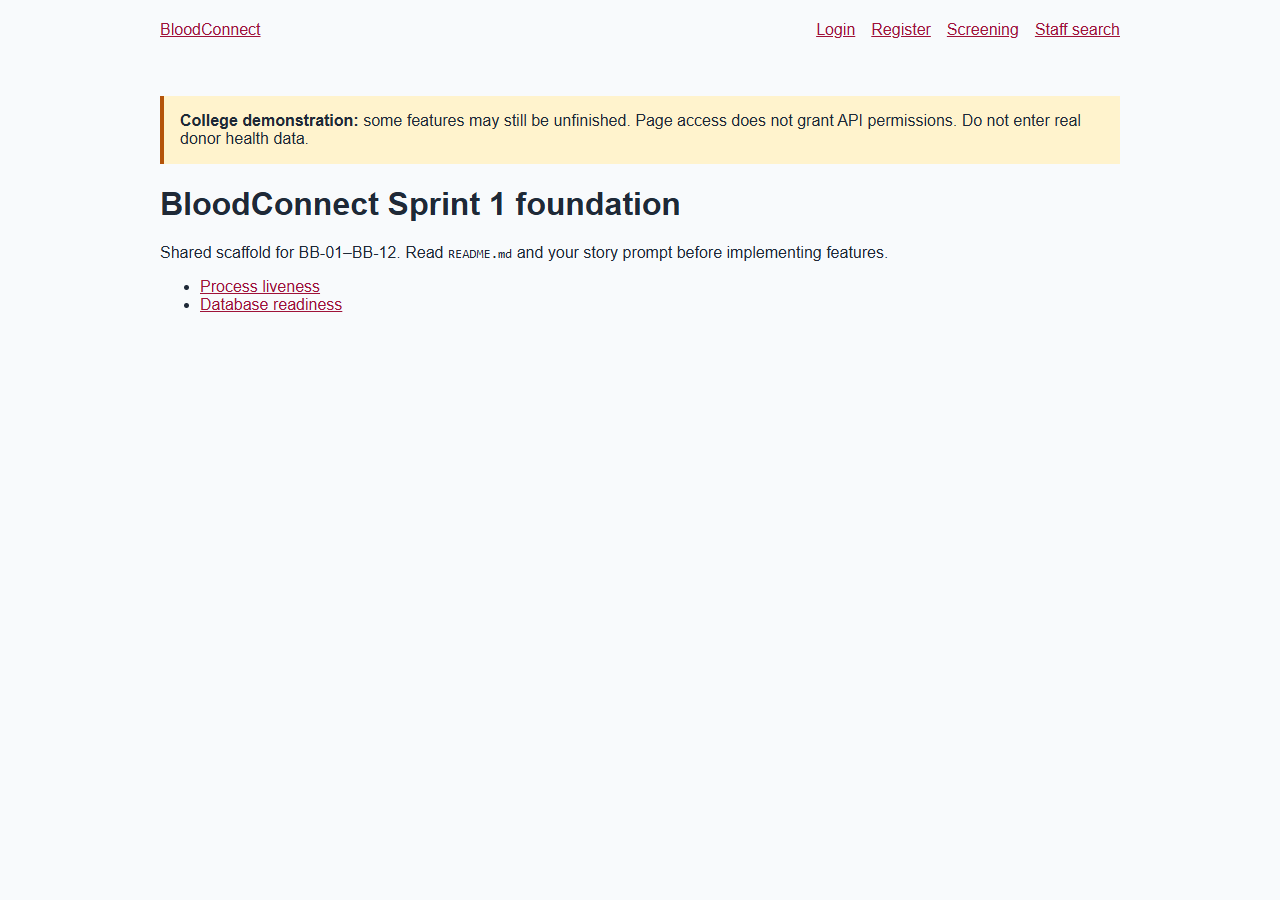 BloodConnect
Login Register Screening Staff search
College demonstration: some features may still be unfinished. Page access does not grant API permissions. Do not enter real
donor health data.
BloodConnect Sprint 1 foundation
Shared scaffold for BB-01–BB-12. Read README.md and your story prompt before implementing features.
Process liveness
Database readiness